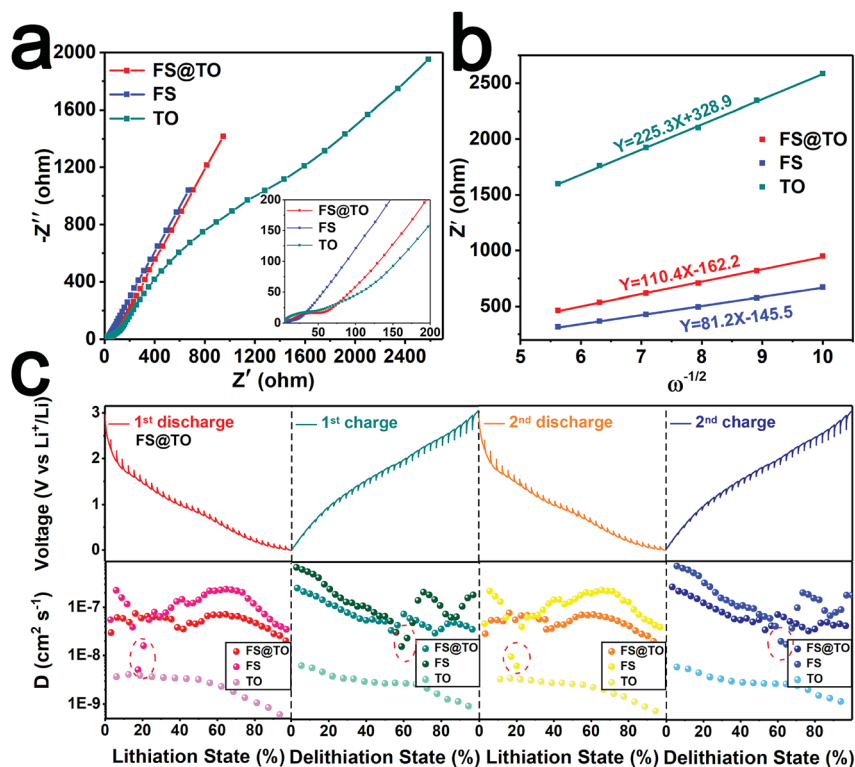 a
2000
1600
1200
800
400
0
-Z′′ (ohm)
FS@TO
FS
TO
200
150
100
50
FS@TO
FS
TO
50 100 150 200
0 400 800 1200 1600 2000 2400
Z′ (ohm)
b
2500
2000
1500
1000
500
Z′ (ohm)
Y=225.3X+328.9
FS@TO
FS
TO
Y=110.4X-162.2
Y=81.2X-145.5
5 6 7 8 9 10
ω-1/2
c
Voltage (V vs Li+/Li)
3
2
1
0
1st discharge
FS@TO
1st charge
2nd discharge
2nd charge
D (cm2 s-1)
1E-7
1E-8
1E-9
FS@TO
FS
TO
FS@TO
FS
TO
FS@TO
FS
TO
FS@TO
FS
TO
0 20 40 60 80 0 20 40 60 80 0 20 40 60 80 0 20 40 60 80
Lithiation State (%) Delithiation State (%) Lithiation State (%) Delithiation State (%)